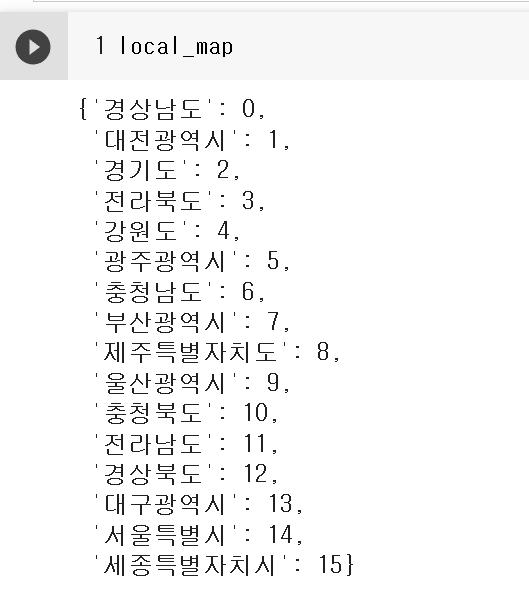 1 local_map
{'경상남도': 0,
'대전광역시': 1,
'경기도': 2,
'전라북도': 3,
'강원도': 4,
'광주광역시': 5,
'충청남도': 6,
'부산광역시': 7,
'제주특별자치도': 8,
'울산광역시': 9,
'충청북도': 10,
'전라남도': 11,
'경상북도': 12,
'대구광역시': 13,
'서울특별시': 14,
'세종특별자치시': 15}